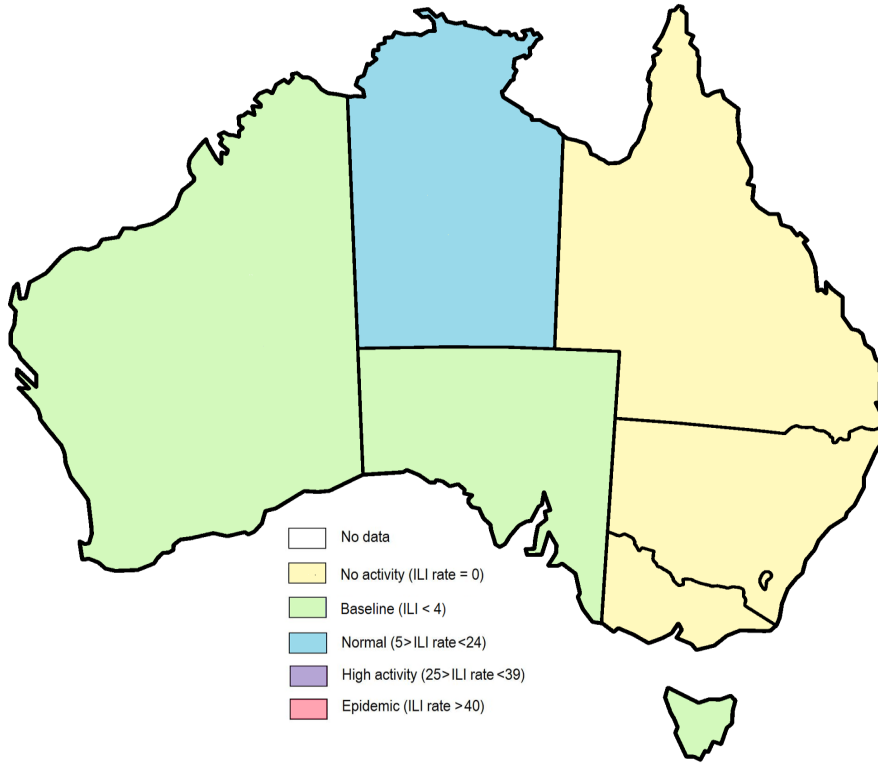 No data
No activity (ILI rate = 0)
Baseline (ILI < 4)
Normal (5> ILI rate <24)
High activity (25> ILI rate <39)
Epidemic (ILI rate >40)